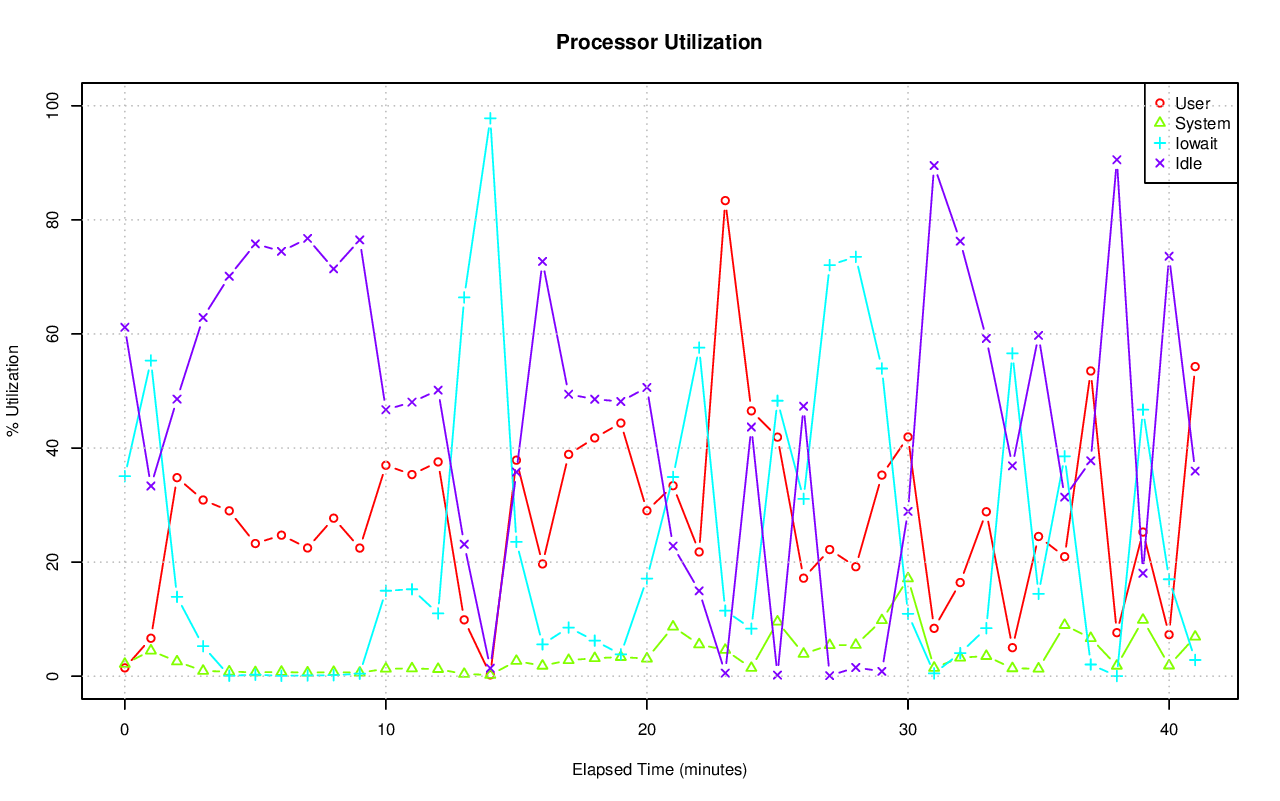 Processor Utilization
User
System
Iowait
Idle
% Utilization
100
80
60
40
20
0
0 10 20 30 40
Elapsed Time (minutes)